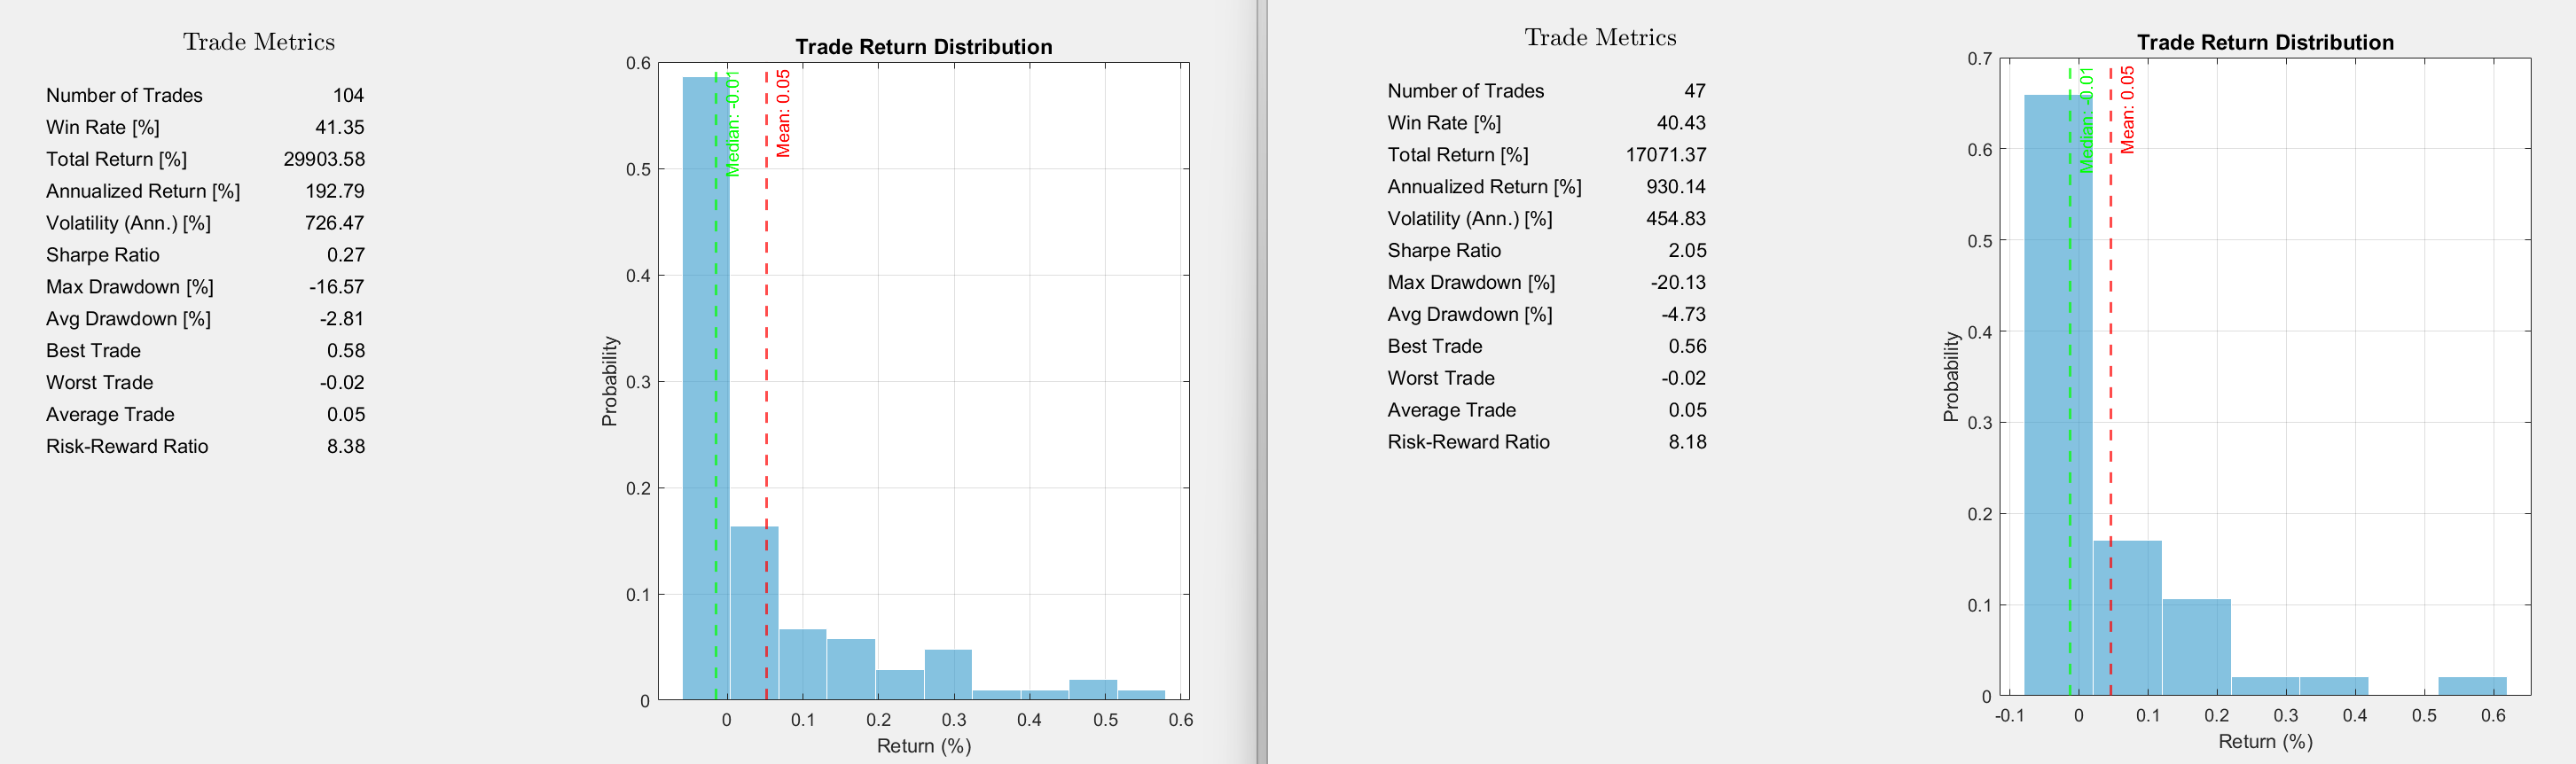 Trade Metrics
Number of Trades 104
Win Rate [%] 41.35
Total Return [%] 29903.58
Annualized Return [%] 192.79
Volatility (Ann.) [%] 726.47
Sharpe Ratio 0.27
Max Drawdown [%] -16.57
Avg Drawdown [%] -2.81
Best Trade 0.58
Worst Trade -0.02
Average Trade 0.05
Risk-Reward Ratio 8.38
Trade Return Distribution
Median: -0.01
Mean: 0.05
Probability
0.6
0.5
0.4
0.3
0.2
0.1
0
0 0.1 0.2 0.3 0.4 0.5 0.6
Return (%)
Trade Metrics
Number of Trades 47
Win Rate [%] 40.43
Total Return [%] 17071.37
Annualized Return [%] 930.14
Volatility (Ann.) [%] 454.83
Sharpe Ratio 2.05
Max Drawdown [%] -20.13
Avg Drawdown [%] -4.73
Best Trade 0.56
Worst Trade -0.02
Average Trade 0.05
Risk-Reward Ratio 8.18
Trade Return Distribution
Median: -0.01
Mean: 0.05
Probability
0.7
0.6
0.5
0.4
0.3
0.2
0.1
0
-0.1 0 0.1 0.2 0.3 0.4 0.5 0.6
Return (%)